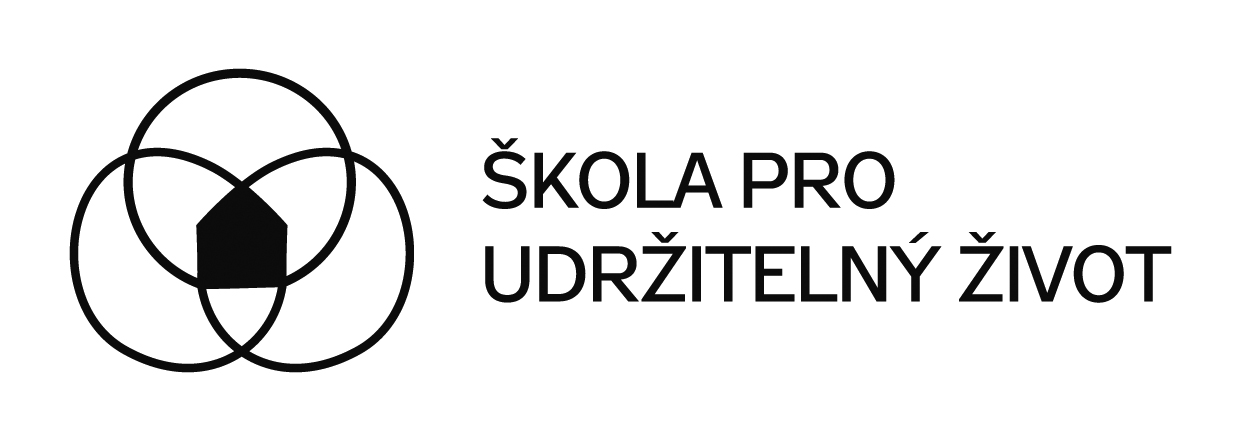 ŠKOLA PRO
UDRŽITELNÝ ŽIVOT